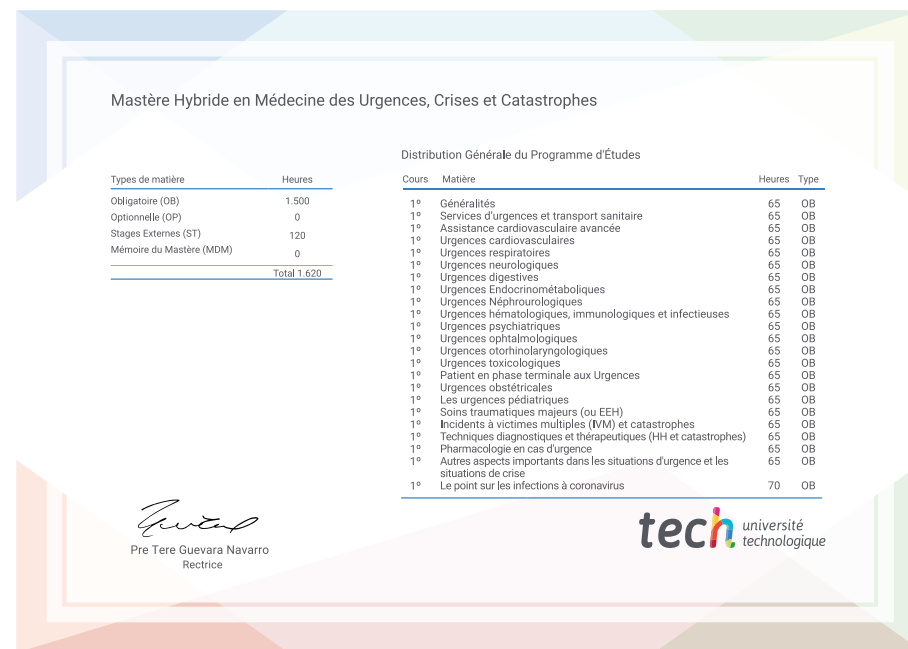 Mastère Hybride en Médecine des Urgences, Crises et Catastrophes
Types de matière Heures
Obligatoire (OB) 1.500
Optionnelle (OP) 0
Stages Externes (ST) 120
Mémoire du Mastère (MDM) 0
Total 1.620
Distribution Générale du Programme d'Études
Cours Matière Heures Type
1º Généralités 65 OB
1º Services d'urgences et transport sanitaire 65 OB
1º Assistance cardiovasculaire avancée 65 OB
1º Urgences cardiovasculaires 65 OB
1º Urgences respiratoires 65 OB
1º Urgences neurologiques 65 OB
1º Urgences digestives 65 OB
1º Urgences Endocrinométaboliques 65 OB
1º Urgences Néphrourologiques 65 OB
1º Urgences hématologiques, immunologiques et infectieuses 65 OB
1º Urgences psychiatriques 65 OB
1º Urgences ophtalmologiques 65 OB
1º Urgences otorhinolaryngologiques 65 OB
1º Urgences toxicologiques 65 OB
1º Patient en phase terminale aux Urgences 65 OB
1º Urgences obstétricales 65 OB
1º Les urgences pédiatriques 65 OB
1º Soins traumatiques majeurs (ou EEH) 65 OB
1º Incidents à victimes multiples (IVM) et catastrophes 65 OB
1º Techniques diagnostiques et thérapeutiques (HH et catastrophes) 65 OB
1º Pharmacologie en cas d'urgence 65 OB
1º Autres aspects importants dans les situations d'urgence et les 65 OB
situations de crise
1º Le point sur les infections à coronavirus 70 OB
Pre Tere Guevara Navarro
Rectrice
tech université
technologique